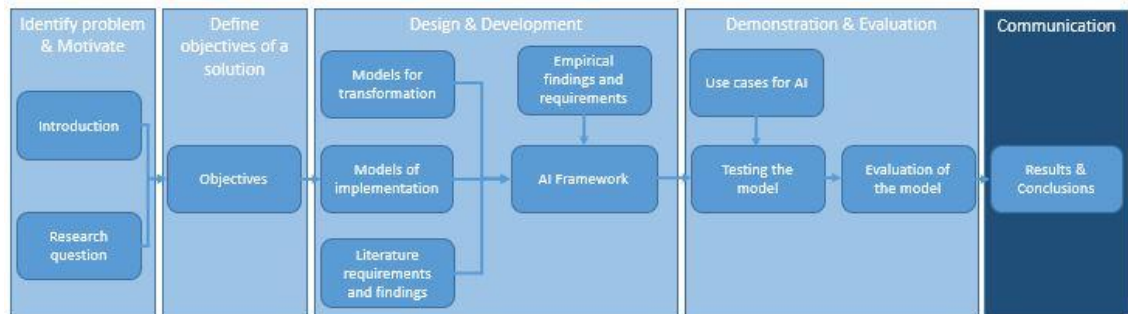 Identify problem
& Motivate
Define
objectives of a
solution
Design & Development
Demonstration & Evaluation
Communication
Introduction
Research
question
Objectives
Models for
transformation
Models of
implementation
Literature
requirements
and findings
Empirical
findings and
requirements
AI Framework
Use cases for AI
Testing the
model
Evaluation of
the model
Results &
Conclusions